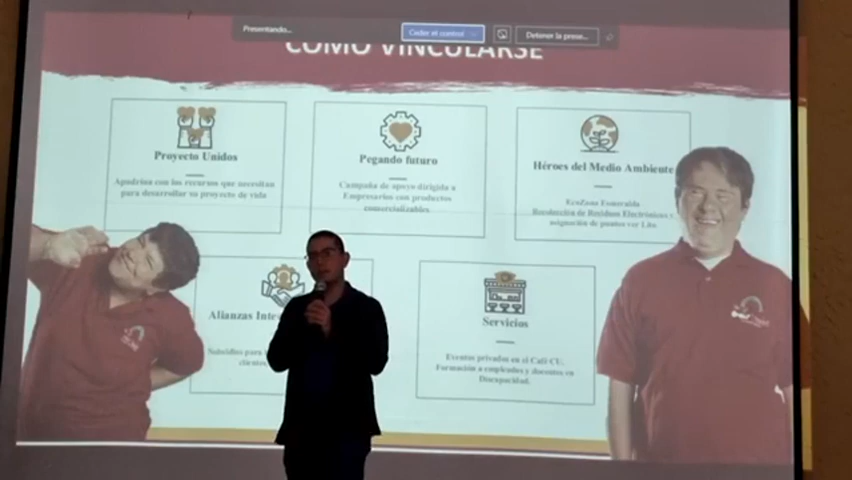 Presentando...
Ceder el control
Detener la prese...
COMO VINCULARSE
Proyecto Unidos
Apadrina con los recursos que necesitan
para desarrollar su proyecto de vida
Pegando futuro
Campaña de apoyo dirigida a
Empresarios con productos
comercializables
Héroes del Medio Ambiente
EcoZona Esmeralda
Recolección de Residuos Electrónicos y
asignación de puntos por Lito.
Alianzas Inte
Subsidios para
clientes
Servicios
Eventos privados en el Café CU.
Formación a empleados y docentes en
Discapacidad.